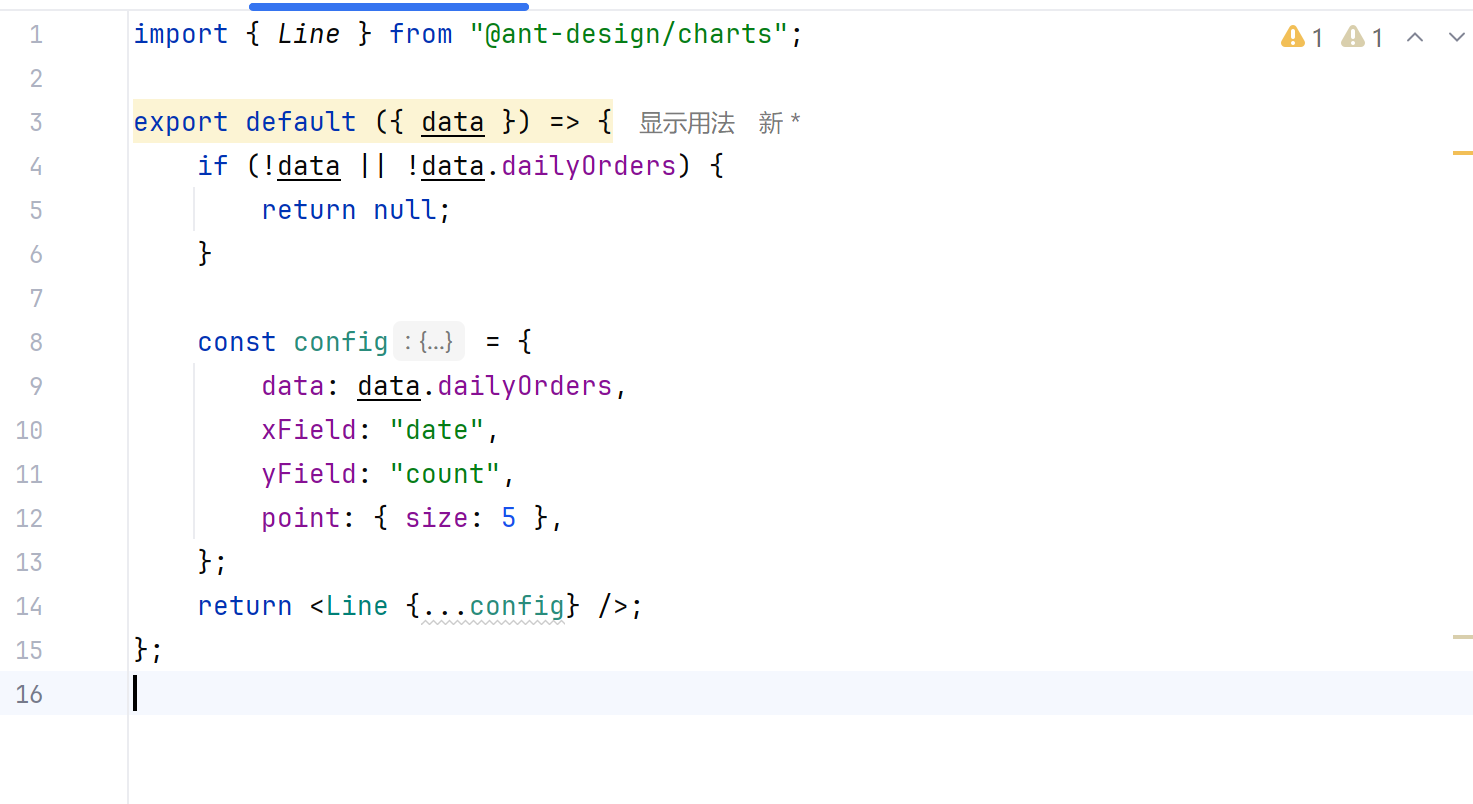 1 import { Line } from "@ant-design/charts"; 1 1
2
3 export default ({ data }) => { 显示用法 新 *
4 if (!data || !data.dailyOrders) {
5 return null;
6 }
7
8 const config : {...} = {
9 data: data.dailyOrders,
10 xField: "date",
11 yField: "count",
12 point: { size: 5 },
13 };
14 return <Line {...config} />;
15 };
16